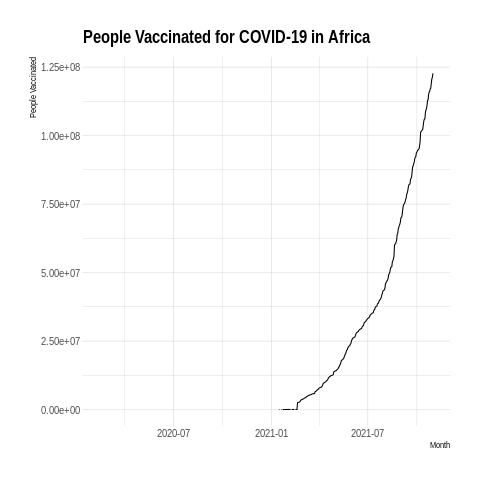 People Vaccinated for COVID-19 in Africa
People Vaccinated
1.25e+08
1.00e+08
7.50e+07
5.00e+07
2.50e+07
0.00e+00
2020-07 2021-01 2021-07
Month